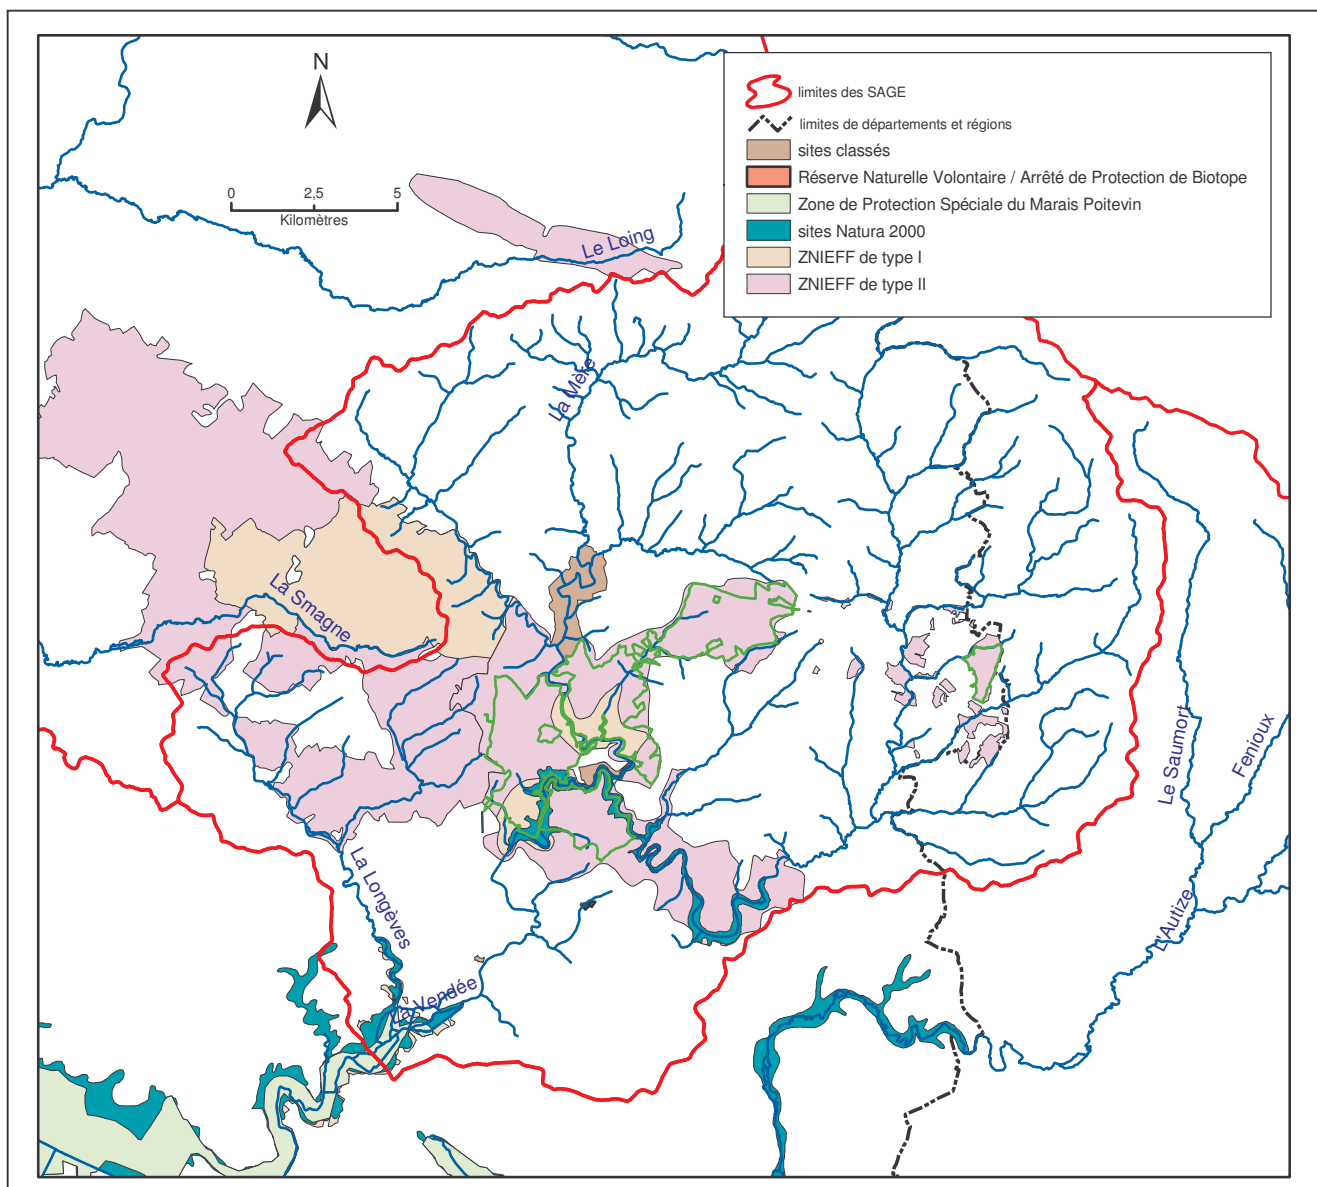 N
0 2,5 5
Kilomètres
limites des SAGE
limites de départements et régions
sites classés
Réserve Naturelle Volontaire / Arrêté de Protection de Biotope
Zone de Protection Spéciale du Marais Poitevin
sites Natura 2000
ZNIEFF de type I
ZNIEFF de type II
Le Loing
La Mère
La Smagne
La Longèves
La Vendée
Le Saumort
Fenioux
L'Autize